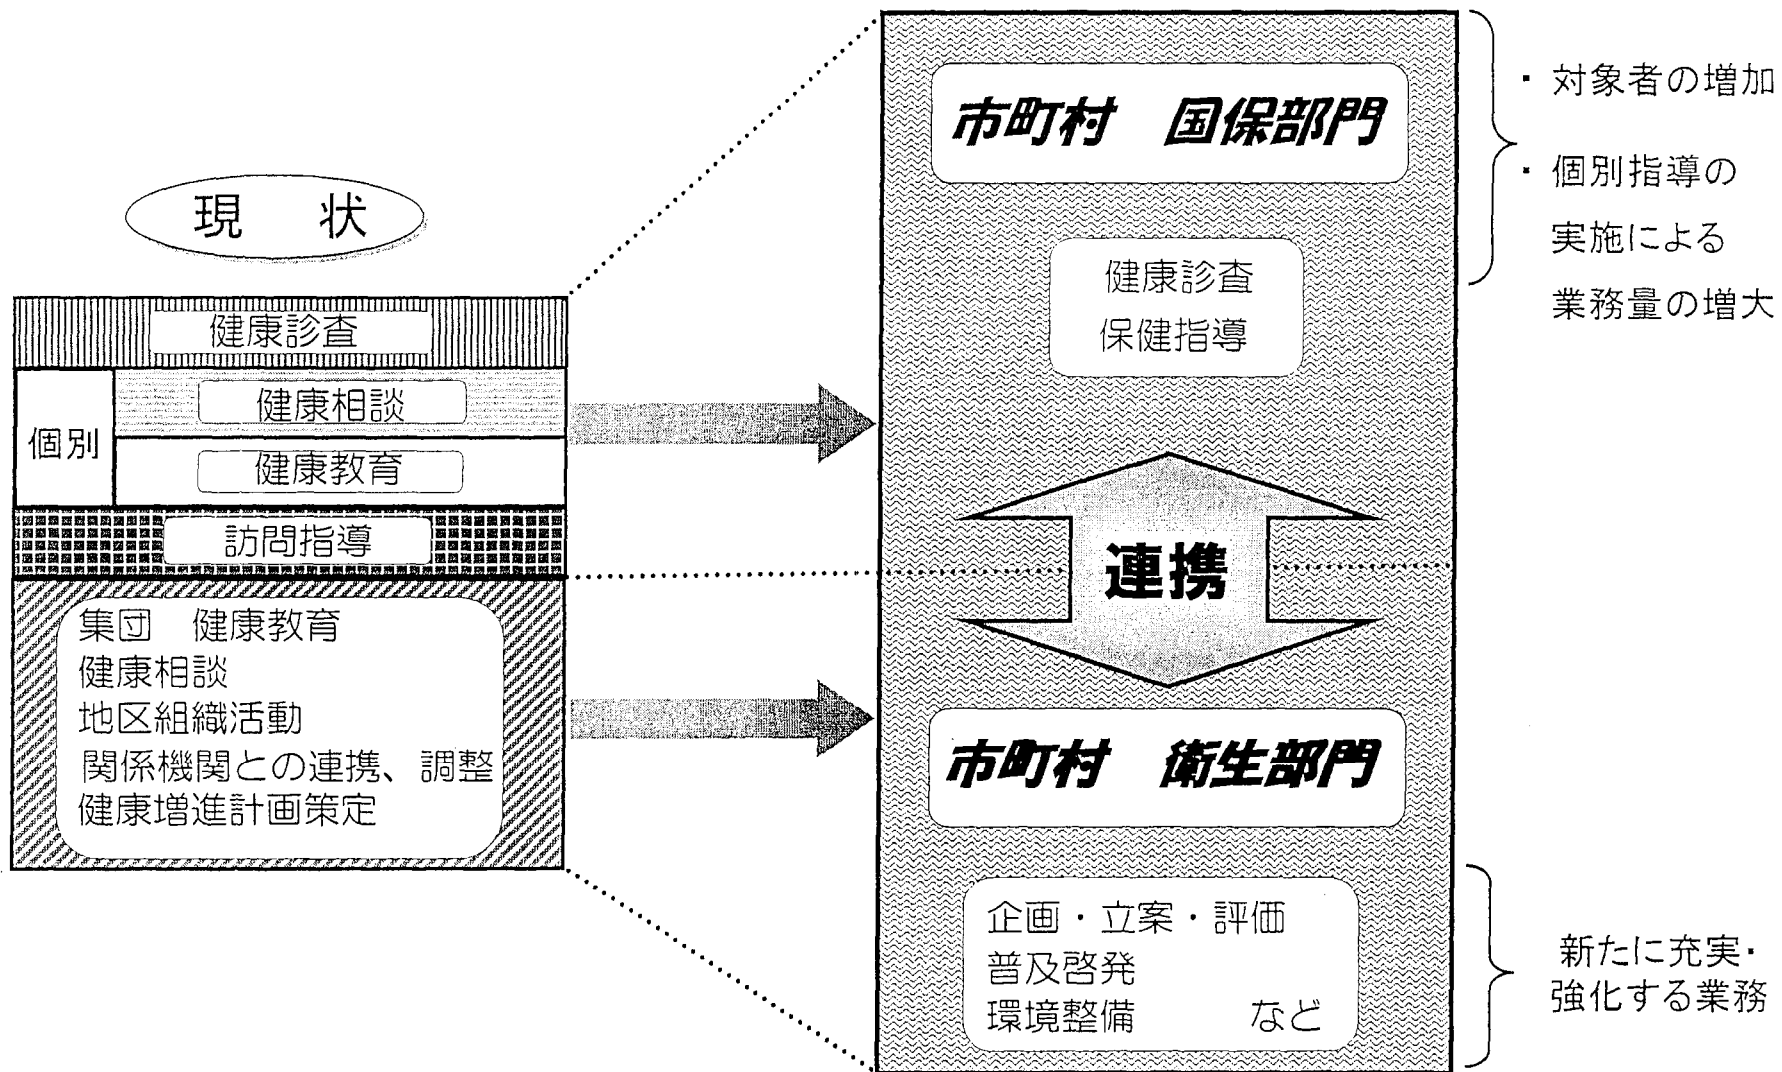 現 状
健康診査
個別
健康相談
健康教育
訪問指導
集団 健康教育
健康相談
地区組織活動
関係機関との連携、調整
健康増進計画策定
市町村 国保部門
健康診査
保健指導
連携
市町村 衛生部門
企画・立案・評価
普及啓発
環境整備 など
・対象者の増加
・個別指導の
実施による
業務量の増大
新たに充実・
強化する業務